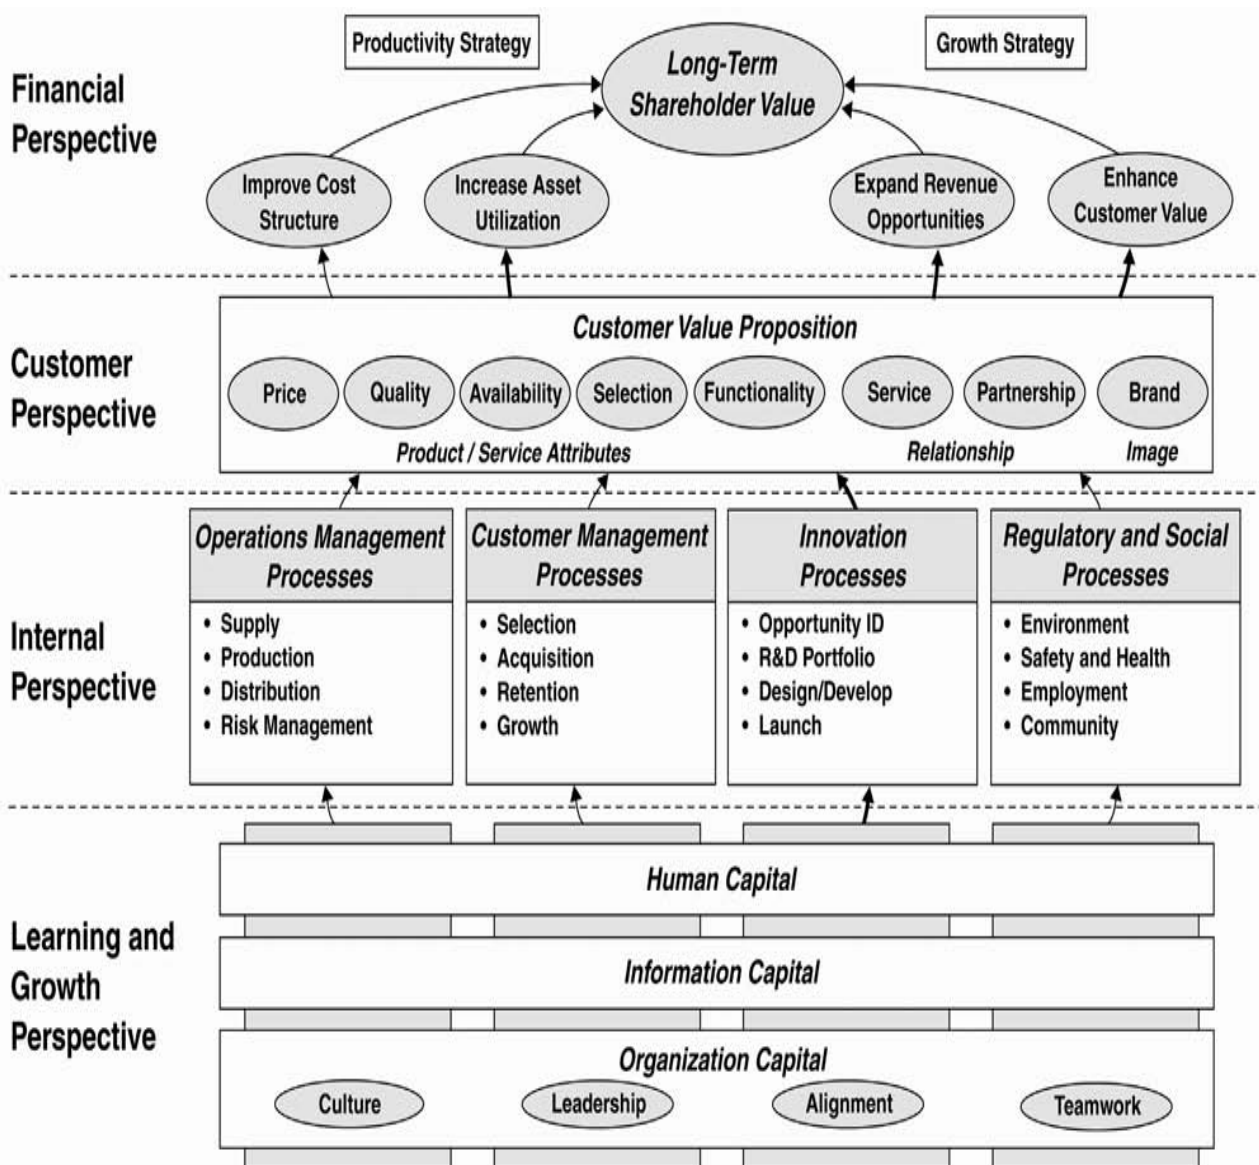 Productivity Strategy
Growth Strategy
Long-Term
Shareholder Value
Financial
Perspective
Improve Cost
Structure
Increase Asset
Utilization
Expand Revenue
Opportunities
Enhance
Customer Value
Customer
Perspective
Customer Value Proposition
Price
Quality
Availability
Selection
Functionality
Service
Partnership
Brand
Product / Service Attributes
Relationship
Image
Internal
Perspective
Operations Management
Processes
• Supply
• Production
• Distribution
• Risk Management
Customer Management
Processes
• Selection
• Acquisition
• Retention
• Growth
Innovation
Processes
• Opportunity ID
• R&D Portfolio
• Design/Develop
• Launch
Regulatory and Social
Processes
• Environment
• Safety and Health
• Employment
• Community
Learning and
Growth
Perspective
Human Capital
Information Capital
Organization Capital
Culture
Leadership
Alignment
Teamwork